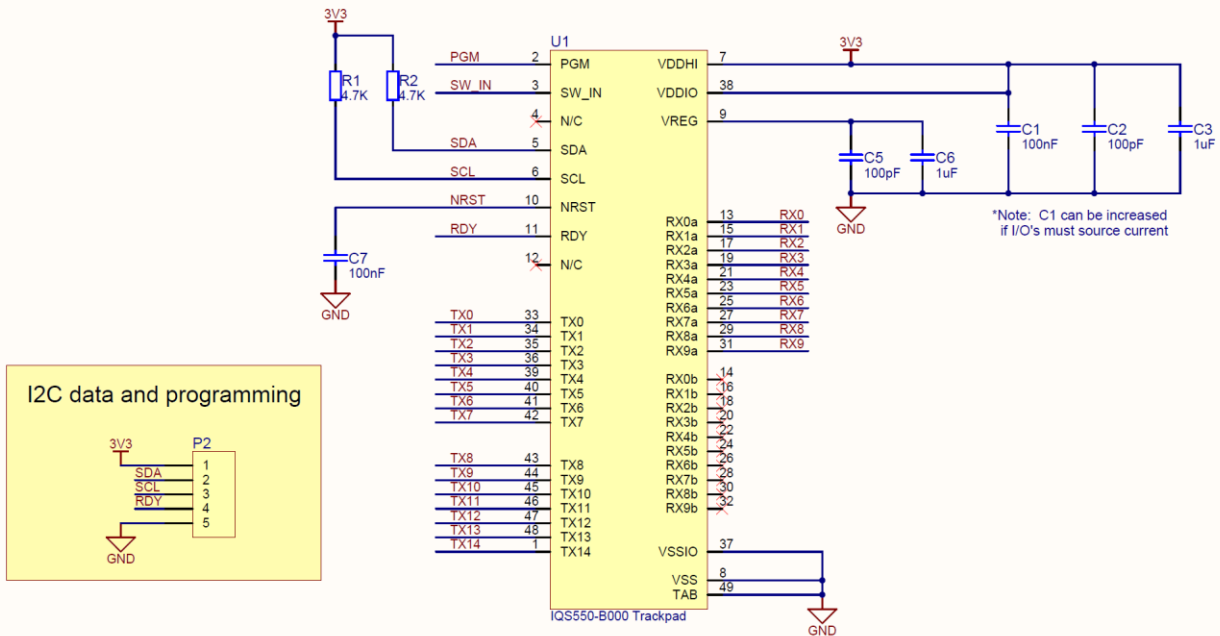 3V3
R1
4.7K
R2
4.7K
SDA
SCL
NRST
RDY
PGM
SW_IN
C7
100nF
GND
TX0
TX1
TX2
TX3
TX4
TX5
TX6
TX7
TX8
TX9
TX10
TX11
TX12
TX13
TX14
U1
2 PGM
3 SW_IN
4 N/C
5 SDA
6 SCL
10 NRST
11 RDY
12 N/C
33 TX0
34 TX1
35 TX2
36 TX3
39 TX4
40 TX5
41 TX6
42 TX7
43 TX8
44 TX9
45 TX10
46 TX11
47 TX12
48 TX13
1 TX14
VDDHI 7
VDDIO 38
VREG 9
RX0a 13 RX0
RX1a 15 RX1
RX2a 17 RX2
RX3a 19 RX3
RX4a 21 RX4
RX5a 23 RX5
RX6a 25 RX6
RX7a 27 RX7
RX8a 29 RX8
RX9a 31 RX9
RX0b 14
RX1b 16
RX2b 18
RX3b 20
RX4b 22
RX5b 24
RX6b 26
RX7b 28
RX8b 30
RX9b 32
VSSIO 37
VSS 8
TAB 49
GND
IQS550-B000 Trackpad
3V3
C5
100pF
C6
1uF
C1
100nF
C2
100pF
C3
1uF
GND
*Note: C1 can be increased
if I/O's must source current
I2C data and programming
3V3
P2
1
SDA 2
SCL 3
RDY 4
5
GND